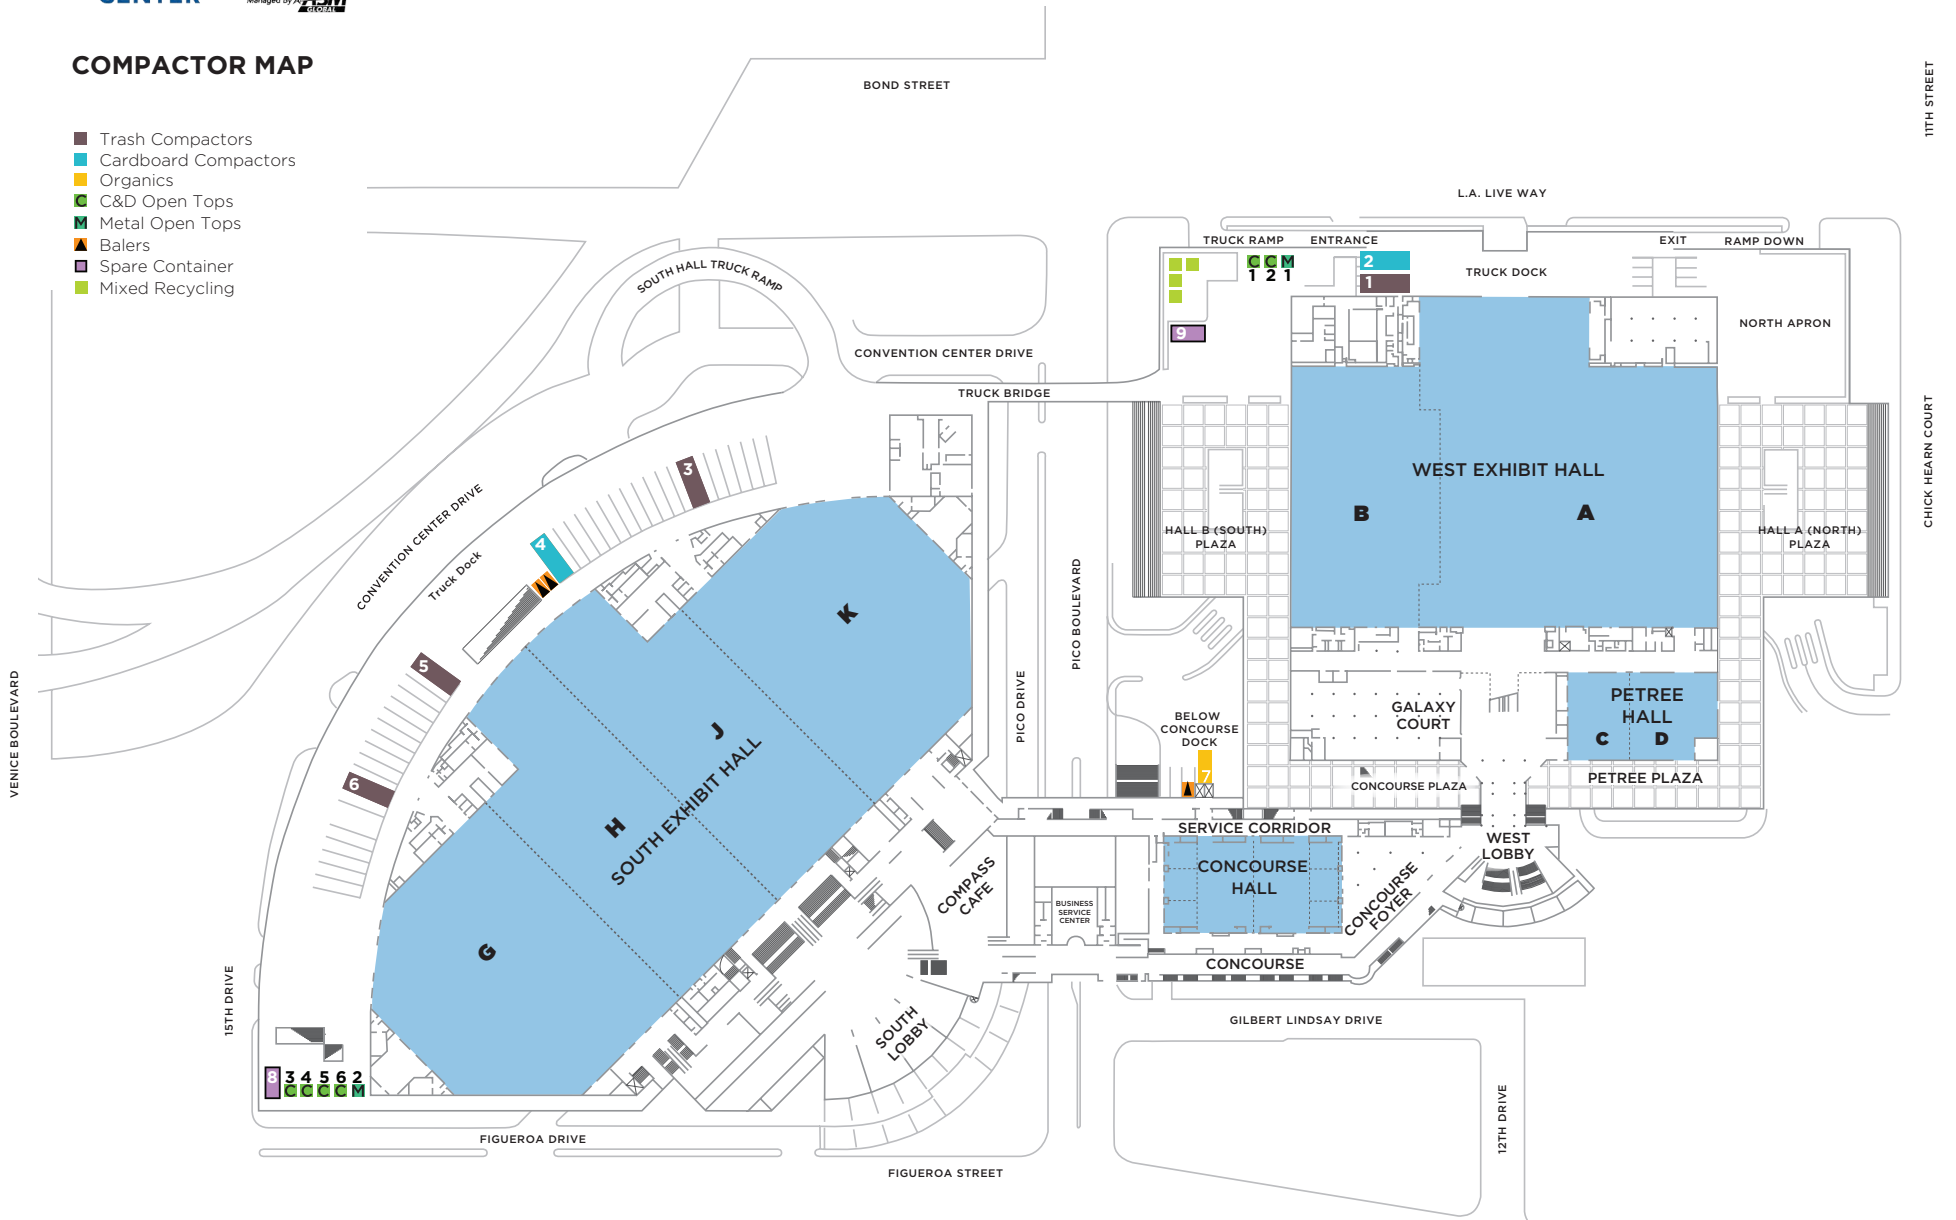 CENTER
Managed by ASM
GLOBAL
COMPACTOR MAP
Trash Compactors
Cardboard Compactors
Organics
C C&D Open Tops
M Metal Open Tops
Balers
Spare Container
Mixed Recycling
BOND STREET
11TH STREET
L.A. LIVE WAY
TRUCK RAMP
ENTRANCE
EXIT
RAMP DOWN
SOUTH HALL TRUCK RAMP
C C M
1 2 1
2
1
TRUCK DOCK
9
NORTH APRON
CONVENTION CENTER DRIVE
TRUCK BRIDGE
CHICK HEARN COURT
3
WEST EXHIBIT HALL
B
A
HALL B (SOUTH)
PLAZA
HALL A (NORTH)
PLAZA
CONVENTION CENTER DRIVE
Truck Dock
4
K
PICO BOULEVARD
5
VENICE BOULEVARD
PICO DRIVE
J
SOUTH EXHIBIT HALL
H
6
BELOW
CONCOURSE
DOCK
7
GALAXY
COURT
PETREE
HALL
C
D
CONCOURSE PLAZA
PETREE PLAZA
SERVICE CORRIDOR
WEST
LOBBY
CONCOURSE
HALL
COMPASS
CAFE
BUSINESS
SERVICE
CENTER
CONCOURSE
FOYER
G
CONCOURSE
15TH DRIVE
SOUTH
LOBBY
GILBERT LINDSAY DRIVE
8
3 4 5 6 2
C C C C M
12TH DRIVE
FIGUEROA DRIVE
FIGUEROA STREET